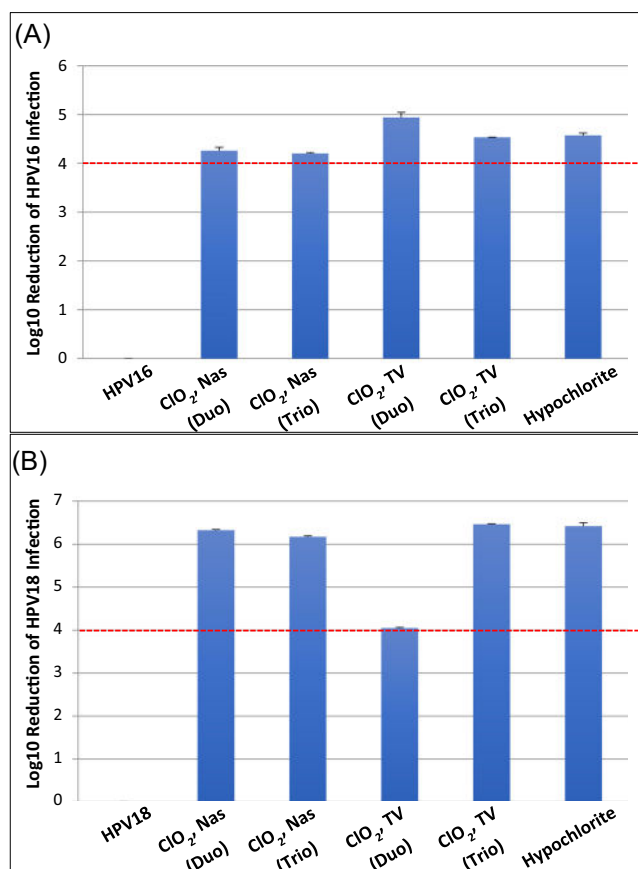 (A)
Log10 Reduction of HPV16 Infection
6
5
4
3
2
1
0
HPV16
ClO2, Nas
(Duo)
ClO2, Nas
(Trio)
ClO2, TV
(Duo)
ClO2, TV
(Trio)
Hypochlorite
(B)
Log10 Reduction of HPV18 Infection
7
6
5
4
3
2
1
0
HPV18
ClO2, Nas
(Duo)
ClO2, Nas
(Trio)
ClO2, TV
(Duo)
ClO2, TV
(Trio)
Hypochlorite